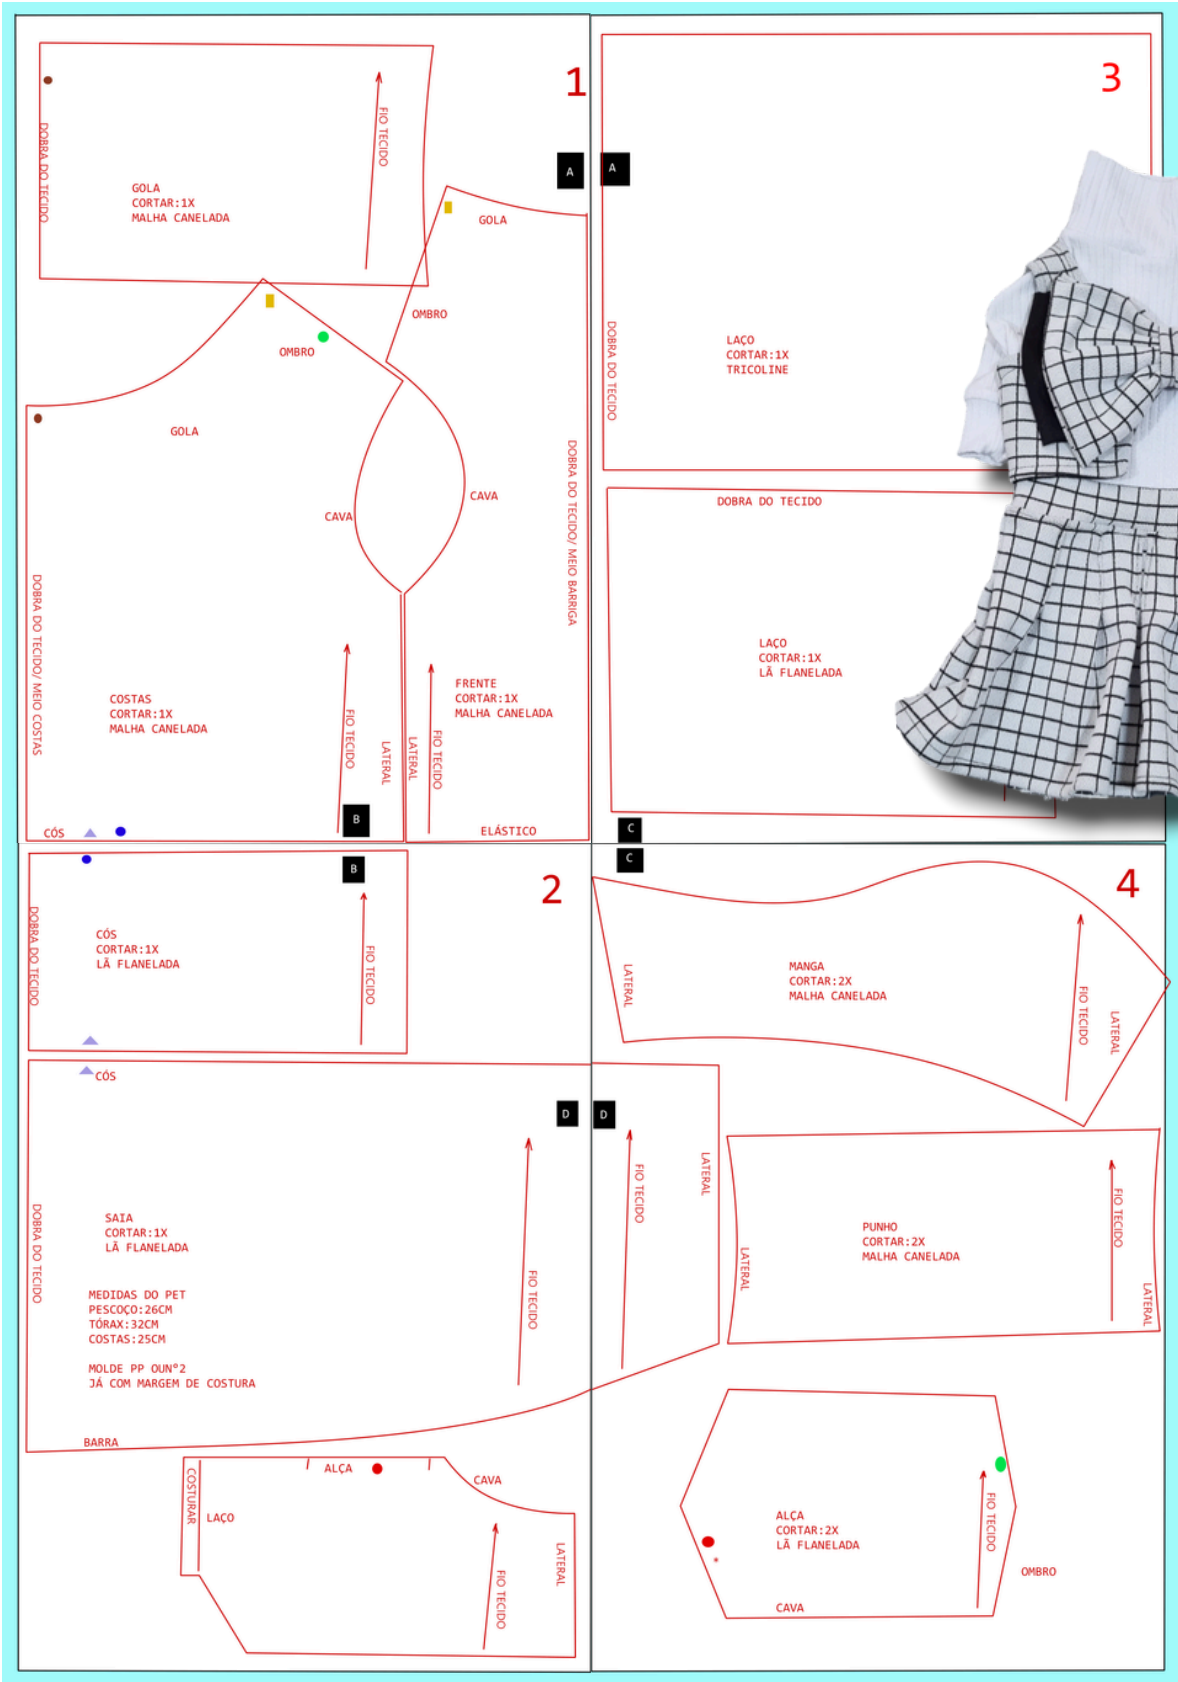 1
DOBRA DO TECIDO
FIO TECIDO
GOLA
CORTAR:1X
MALHA CANELADA
A
GOLA
OMBRO
OMBRO
GOLA
CAVA
CAVA
DOBRA DO TECIDO/ MEIO BARRIGA
DOBRA DO TECIDO/ MEIO COSTAS
COSTAS
CORTAR:1X
MALHA CANELADA
FIO TECIDO
LATERAL
LATERAL
FIO TECIDO
FRENTE
CORTAR:1X
MALHA CANELADA
CÓS
B
ELÁSTICO
3
A
DOBRA DO TECIDO
LAÇO
CORTAR:1X
TRICOLINE
DOBRA DO TECIDO
LAÇO
CORTAR:1X
LÃ FLANELADA
C
2
B
DOBRA DO TECIDO
CÓS
CORTAR:1X
LÃ FLANELADA
FIO TECIDO
CÓS
D
DOBRA DO TECIDO
SAIA
CORTAR:1X
LÃ FLANELADA
FIO TECIDO
MEDIDAS DO PET
PESCOÇO:26CM
TÓRAX:32CM
COSTAS:25CM
MOLDE PP OUN°2
JÁ COM MARGEM DE COSTURA
BARRA
COSTURAR
ALÇA
CAVA
LAÇO
FIO TECIDO
LATERAL
C
4
LATERAL
MANGA
CORTAR:2X
MALHA CANELADA
FIO TECIDO
LATERAL
D
FIO TECIDO
LATERAL
LATERAL
PUNHO
CORTAR:2X
MALHA CANELADA
FIO TECIDO
LATERAL
ALÇA
CORTAR:2X
LÃ FLANELADA
FIO TECIDO
OMBRO
CAVA